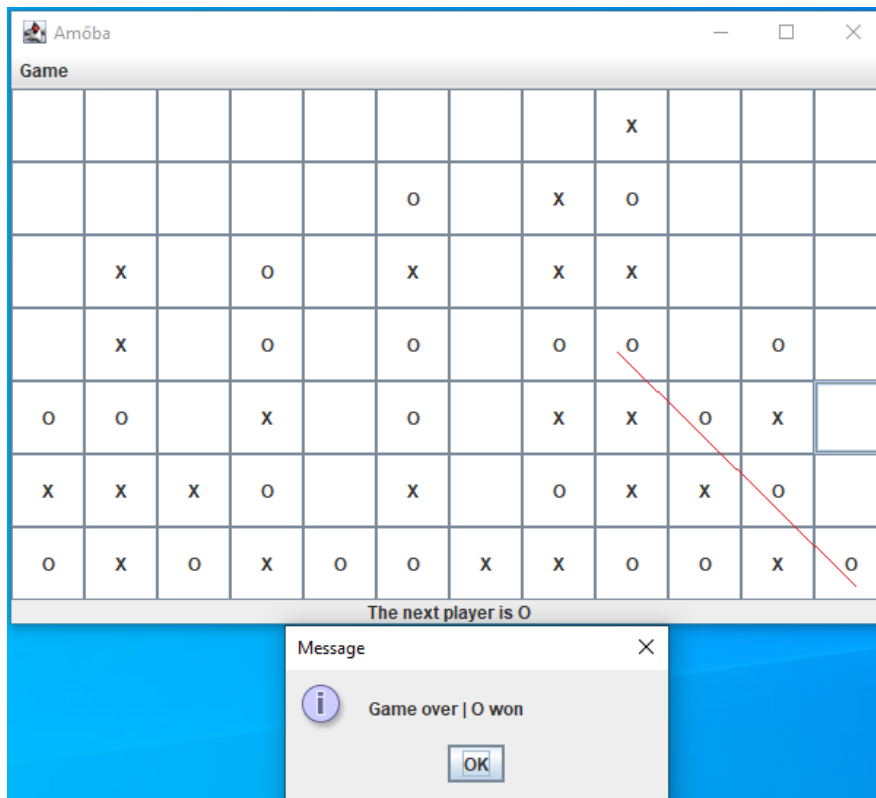 Amőba
Game
X
O X O
X O X X X
X O O O O O
O O X O X X O X
X X X O X O X X O
O X O X O O X X O O X O
The next player is O
Message
Game over | O won
OK